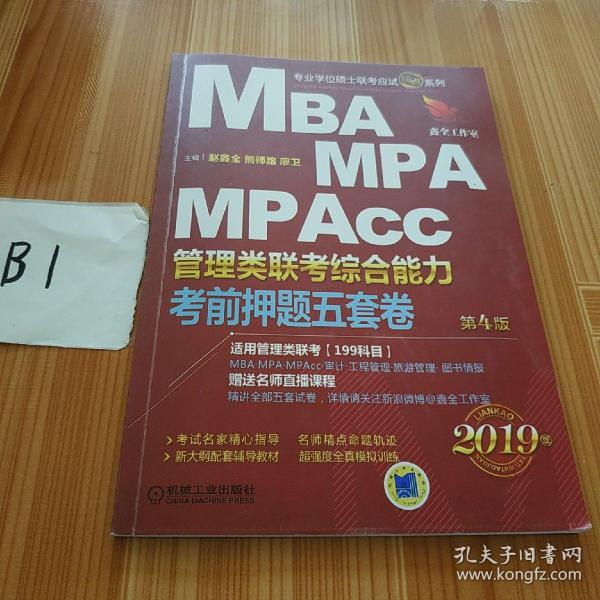 专业学位硕士联考应试 系列
MBA
鑫全工作室
主编 赵鑫全 熊师路 廖卫
MPA
MPAcc
管理类联考综合能力
考前押题五套卷
第4版
适用管理类联考【199科目】
MBA·MPA·MPAcc·审计·工程管理·旅游管理·图书情报
赠送名师直播课程
精讲全部五套试卷，详情请关注新浪微博@鑫全工作室
LIANKAO
2019版
> 考试名家精心指导 名师精点命题轨迹
> 新大纲配套辅导教材 超强度全真模拟训练
机械工业出版社
CHINA MACHINE PRESS
B1
孔夫子旧书网
www.kongfz.com